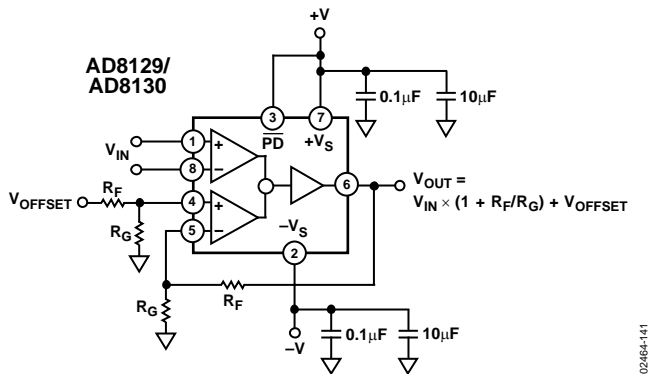 +V
AD8129/
AD8130
0.1μF
10μF
3
7
PD
+VS
1
+
VIN
8
–
6
VOUT =
VIN × (1 + RF/RG) + VOFFSET
VOFFSET
RF
4
+
RG
5
–
–VS
2
RF
RG
–V
0.1μF
10μF
02464-141